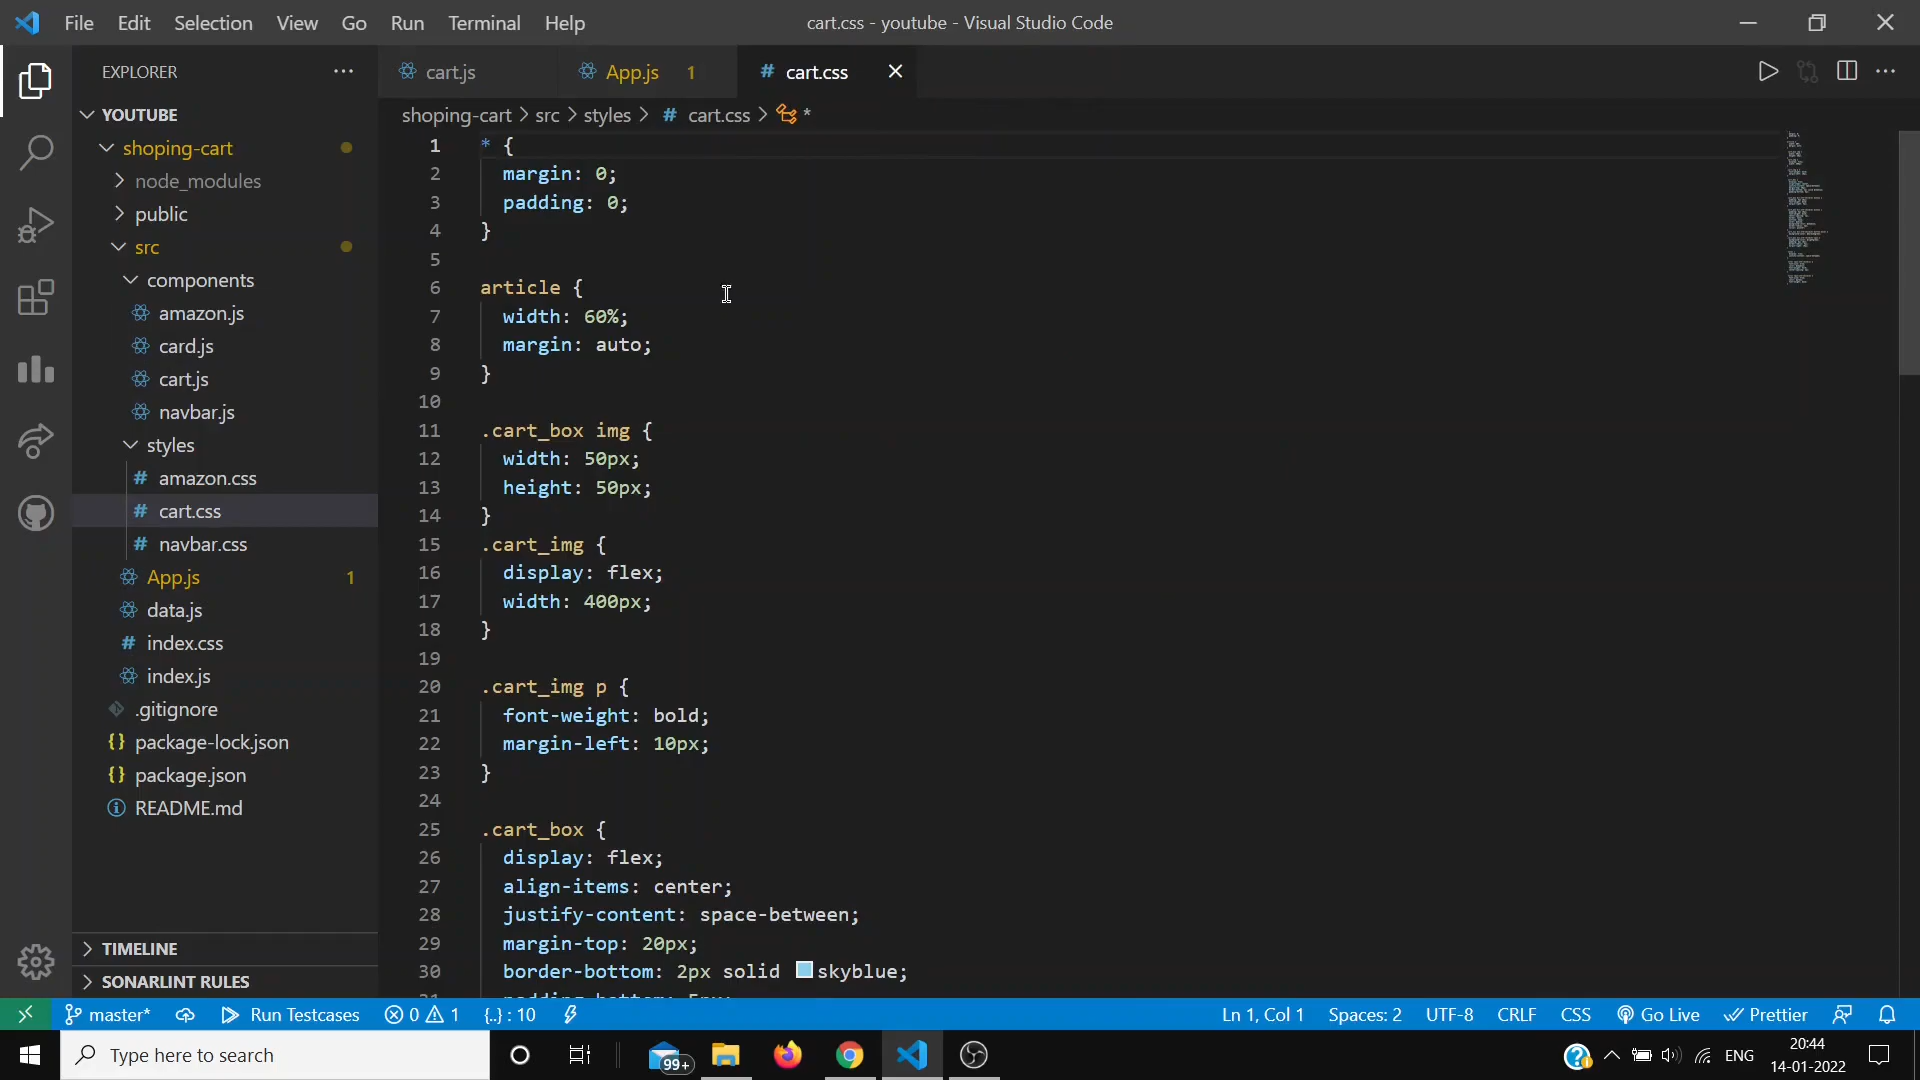 File Edit Selection View Go Run Terminal Help
cart.css - youtube - Visual Studio Code
EXPLORER
YOUTUBE
shoping-cart
node_modules
public
src
components
amazon.js
card.js
cart.js
navbar.js
styles
# amazon.css
# cart.css
# navbar.css
App.js 1
data.js
# index.css
index.js
.gitignore
{} package-lock.json
{} package.json
README.md
TIMELINE
SONARLINT RULES
cart.js
App.js 1
# cart.css
shoping-cart > src > styles > # cart.css > *
1 * {
2 margin: 0;
3 padding: 0;
4 }
5
6 article {
7 width: 60%;
8 margin: auto;
9 }
10
11 .cart_box img {
12 width: 50px;
13 height: 50px;
14 }
15 .cart_img {
16 display: flex;
17 width: 400px;
18 }
19
20 .cart_img p {
21 font-weight: bold;
22 margin-left: 10px;
23 }
24
25 .cart_box {
26 display: flex;
27 align-items: center;
28 justify-content: space-between;
29 margin-top: 20px;
30 border-bottom: 2px solid skyblue;
master* Run Testcases 0 1 {..} : 10
Ln 1, Col 1 Spaces: 2 UTF-8 CRLF CSS Go Live Prettier
Type here to search
99+
ENG
20:44
14-01-2022